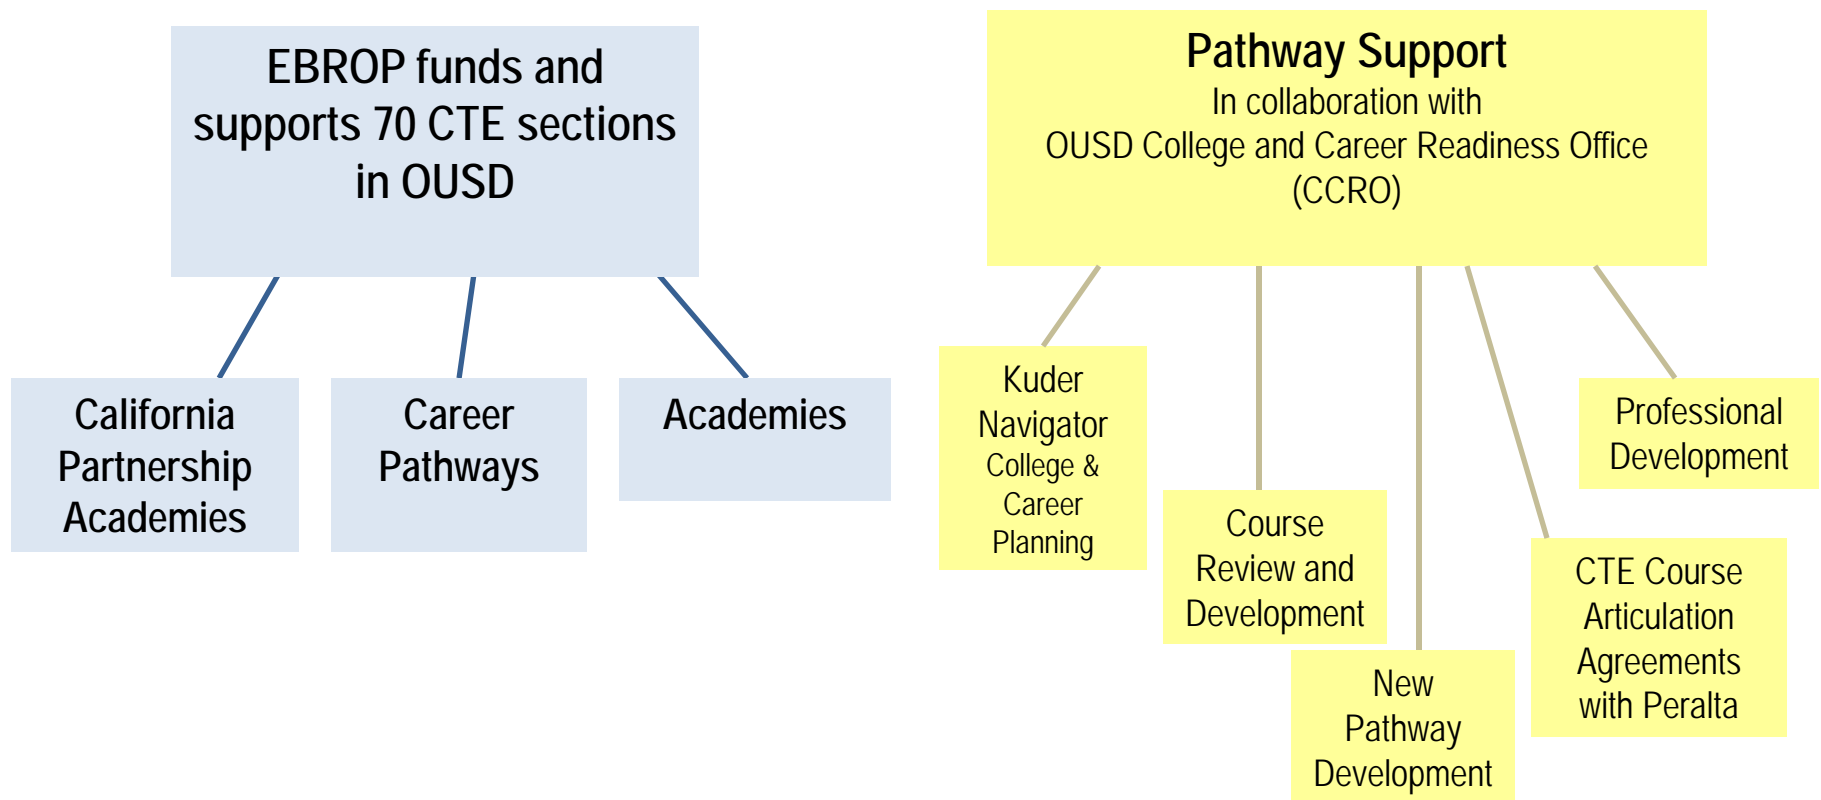 EBROP funds and
supports 70 CTE sections
in OUSD
California
Partnership
Academies
Career
Pathways
Academies
Pathway Support
In collaboration with
OUSD College and Career Readiness Office
(CCRO)
Kuder
Navigator
College &
Career
Planning
Course
Review and
Development
New
Pathway
Development
CTE Course
Articulation
Agreements
with Peralta
Professional
Development